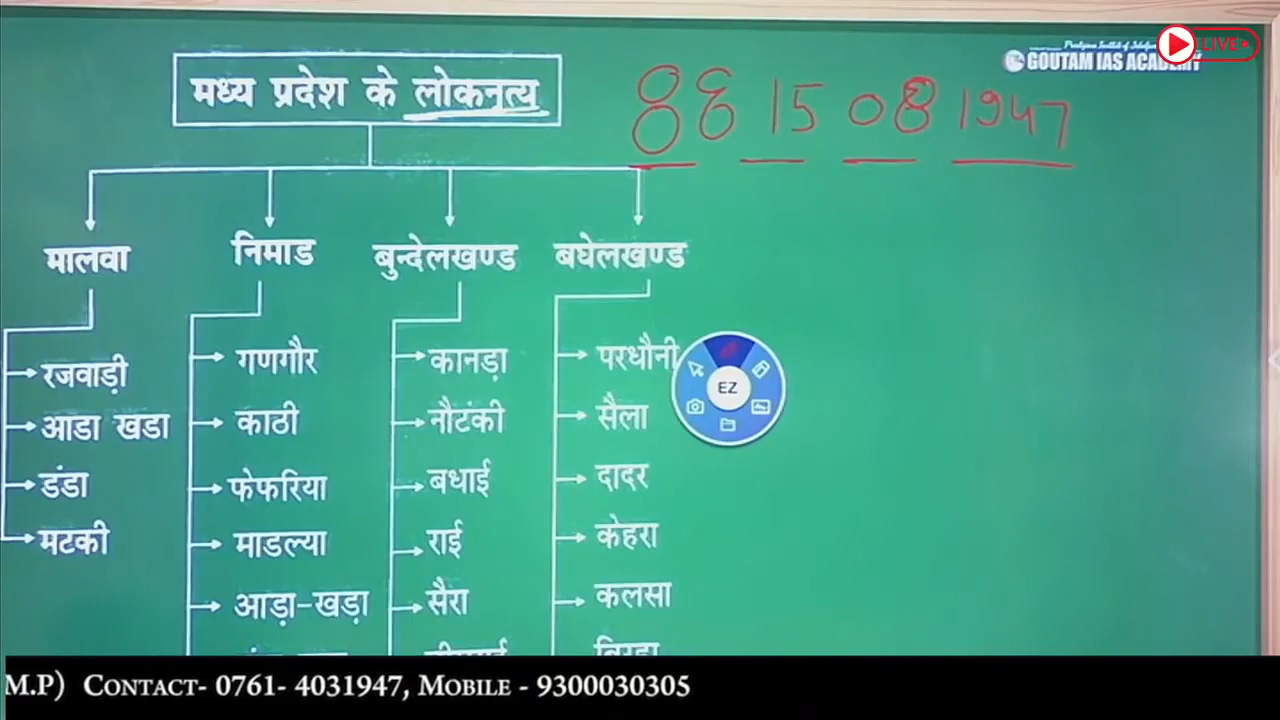 LIVE
GOUTAM IAS ACADEMY
मध्य प्रदेश के लोकनृत्य
88 15 08 1947
मालवा
निमाड
बुन्देलखण्ड
बघेलखण्ड
रजवाड़ी
आडा खडा
डंडा
मटकी
गणगौर
काठी
फेफरिया
माडल्या
आड़ा-खड़ा
कानड़ा
नौटंकी
बधाई
राई
सैरा
परधौनी
सैला
दादर
केहरा
कलसा
EZ
M.P) CONTACT- 0761- 4031947, MOBILE - 9300030305